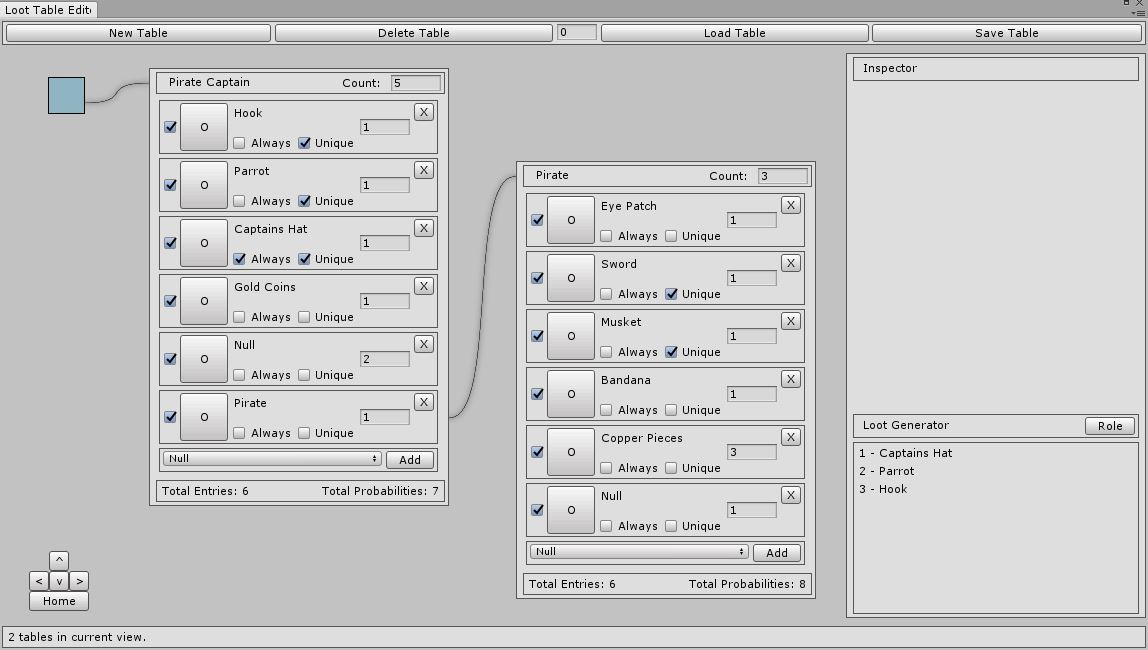 Loot Table Edito
New Table Delete Table 0 Load Table Save Table
Pirate Captain Count: 5
O Hook 1 X
Always Unique
O Parrot 1 X
Always Unique
O Captains Hat 1 X
Always Unique
O Gold Coins 1 X
Always Unique
O Null 2 X
Always Unique
O Pirate 1 X
Always Unique
Null Add
Total Entries: 6 Total Probabilities: 7
Pirate Count: 3
O Eye Patch 1 X
Always Unique
O Sword 1 X
Always Unique
O Musket 1 X
Always Unique
O Bandana 1 X
Always Unique
O Copper Pieces 3 X
Always Unique
O Null 1 X
Always Unique
Null Add
Total Entries: 6 Total Probabilities: 8
Inspector
Loot Generator Role
1 - Captains Hat
2 - Parrot
3 - Hook
^
< v >
Home
2 tables in current view.